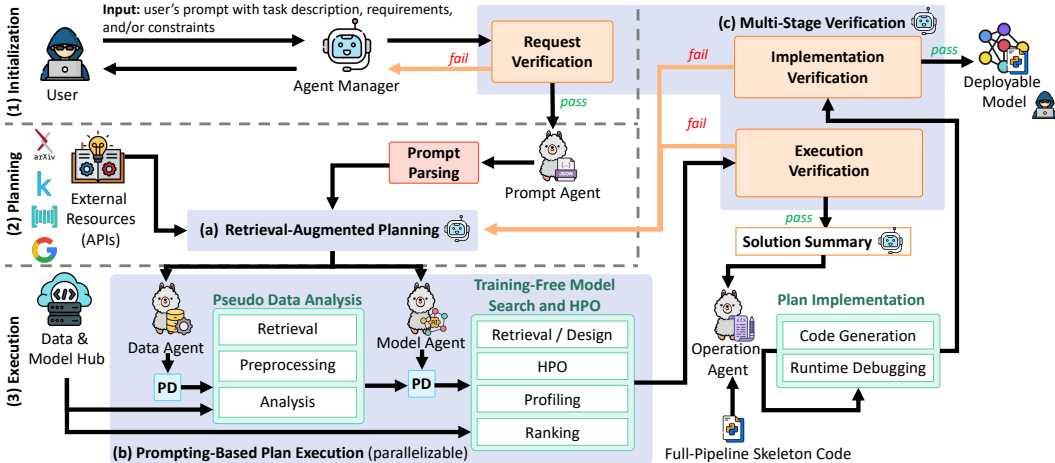 (1) Initialization
Input: user's prompt with task description, requirements,
and/or constraints
User
Agent Manager
fail
Request
Verification
pass
(c) Multi-Stage Verification
fail
Implementation
Verification
pass
Deployable
Model
(2) Planning
arXiv
k
G
External
Resources
(APIs)
Prompt
Parsing
JSON
Prompt Agent
(a) Retrieval-Augmented Planning
fail
Execution
Verification
pass
Solution Summary
(3) Execution
Data &
Model Hub
Data Agent
PD
Pseudo Data Analysis
Retrieval
Preprocessing
Analysis
Model Agent
PD
Training-Free Model
Search and HPO
Retrieval / Design
HPO
Profiling
Ranking
(b) Prompting-Based Plan Execution (parallelizable)
Operation
Agent
Plan Implementation
Code Generation
Runtime Debugging
Full-Pipeline Skeleton Code